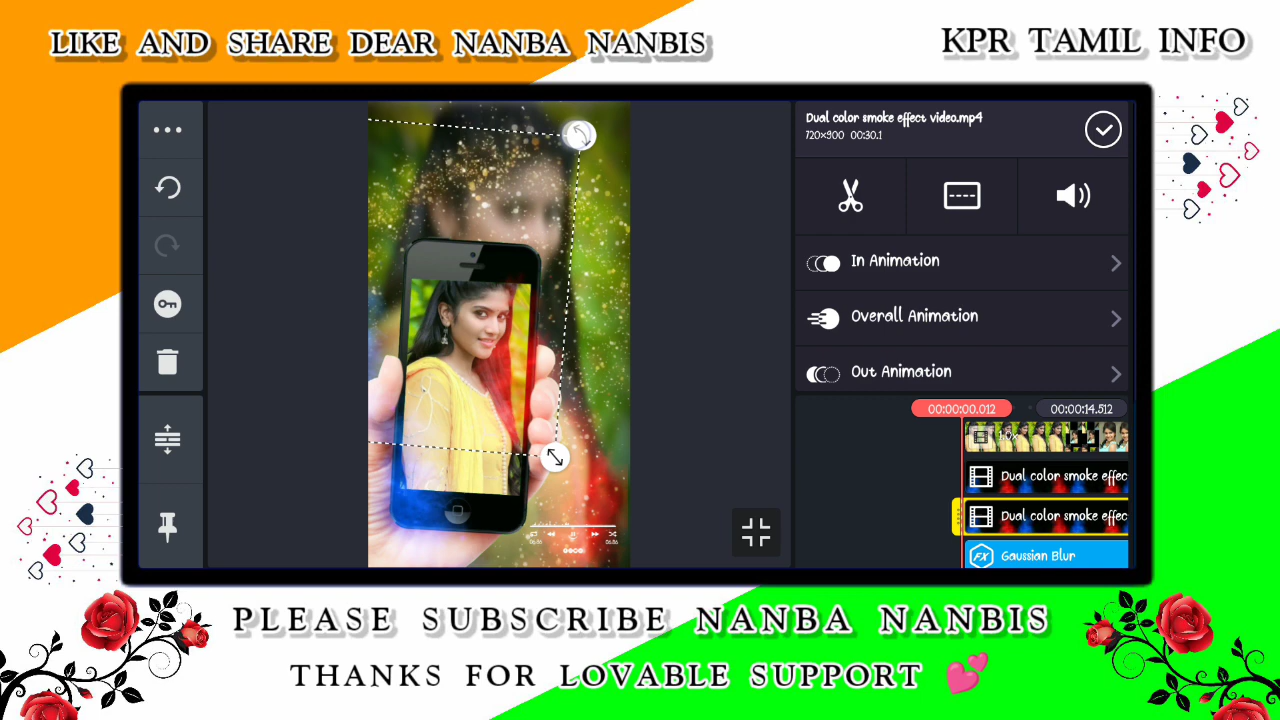 LIKE AND SHARE DEAR NANBA NANBIS
KPR TAMIL INFO
Dual color smoke effect video.mp4
720×900 00:30.1
In Animation
Overall Animation
Out Animation
00:00:00.012
00:00:14.512
1.0x
Dual color smoke effec
Dual color smoke effec
FX Gaussian Blur
PLEASE SUBSCRIBE NANBA NANBIS
THANKS FOR LOVABLE SUPPORT 💕